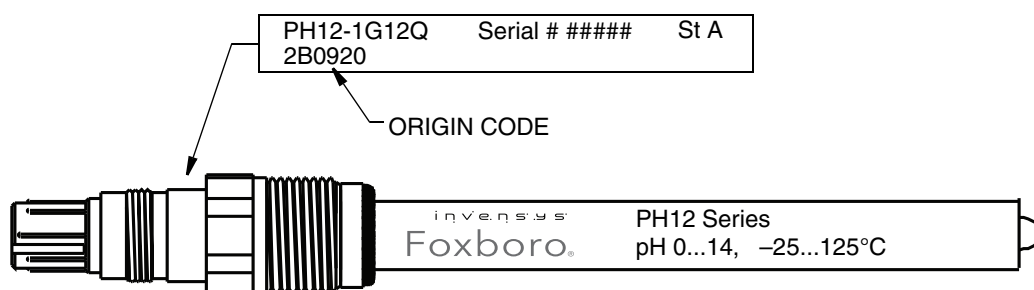 PH12-1G12Q Serial # ##### St A
2B0920
ORIGIN CODE
invensys
Foxboro®
PH12 Series
pH 0...14, –25...125°C